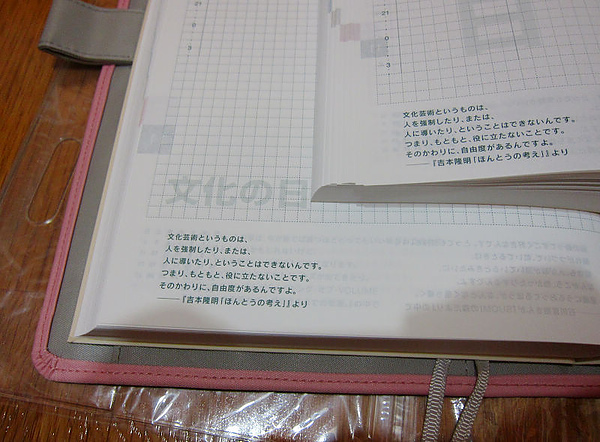 21
0
3
文化の日
文化芸術というものは、
人を強制したり、または、
人に導いたり、ということはできないんです。
つまり、もともと、役に立たないことです。
そのかわりに、自由度があるんですよ。
——『吉本隆明「ほんとうの考え」』より
21
0
3
日
文化芸術というものは、
人を強制したり、または、
人に導いたり、ということはできないんです。
つまり、もともと、役に立たないことです。
そのかわりに、自由度があるんですよ。
——『吉本隆明「ほんとうの考え」』より